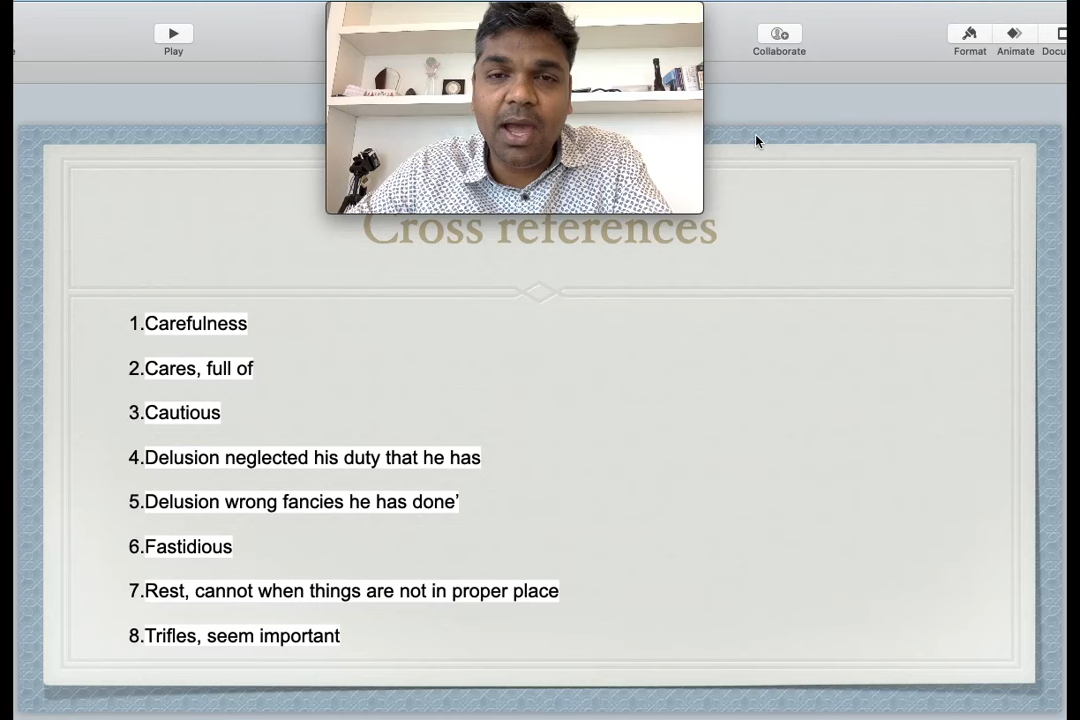 Play
Collaborate
Format
Animate
Cross references
1.Carefulness
2.Cares, full of
3.Cautious
4.Delusion neglected his duty that he has
5.Delusion wrong fancies he has done’
6.Fastidious
7.Rest, cannot when things are not in proper place
8.Trifles, seem important